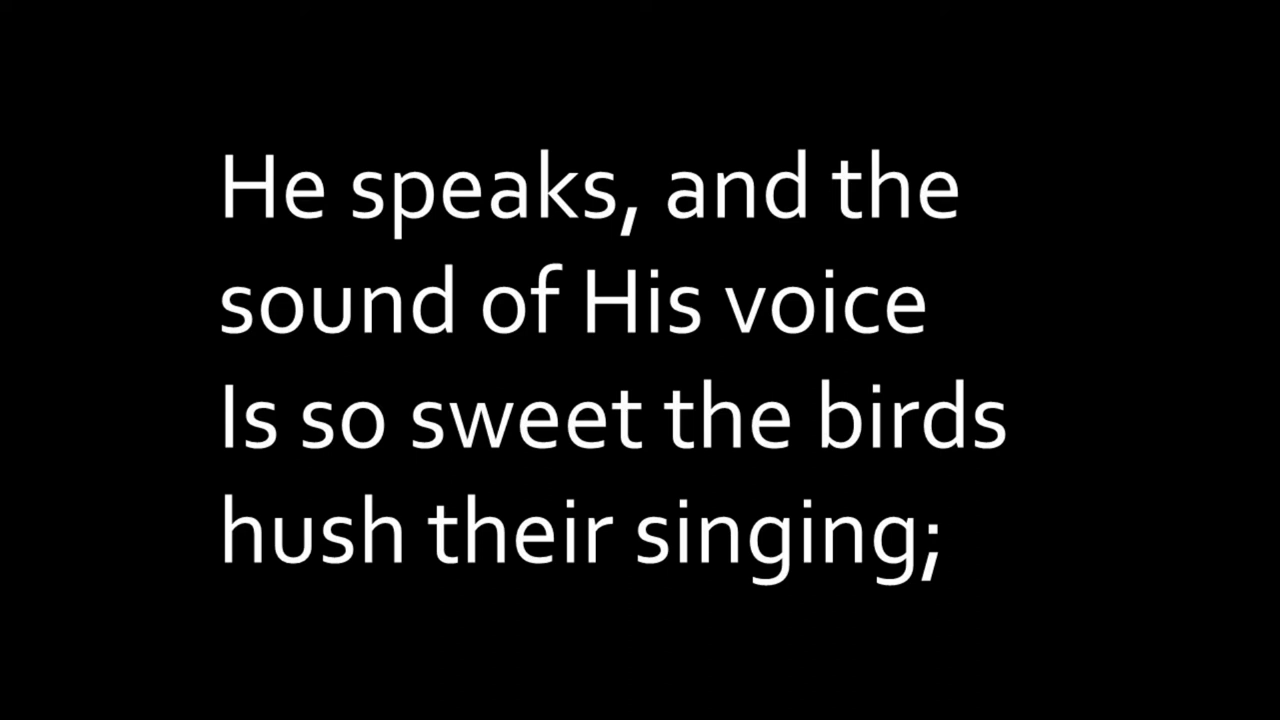 He speaks, and the
sound of His voice
Is so sweet the birds
hush their singing;